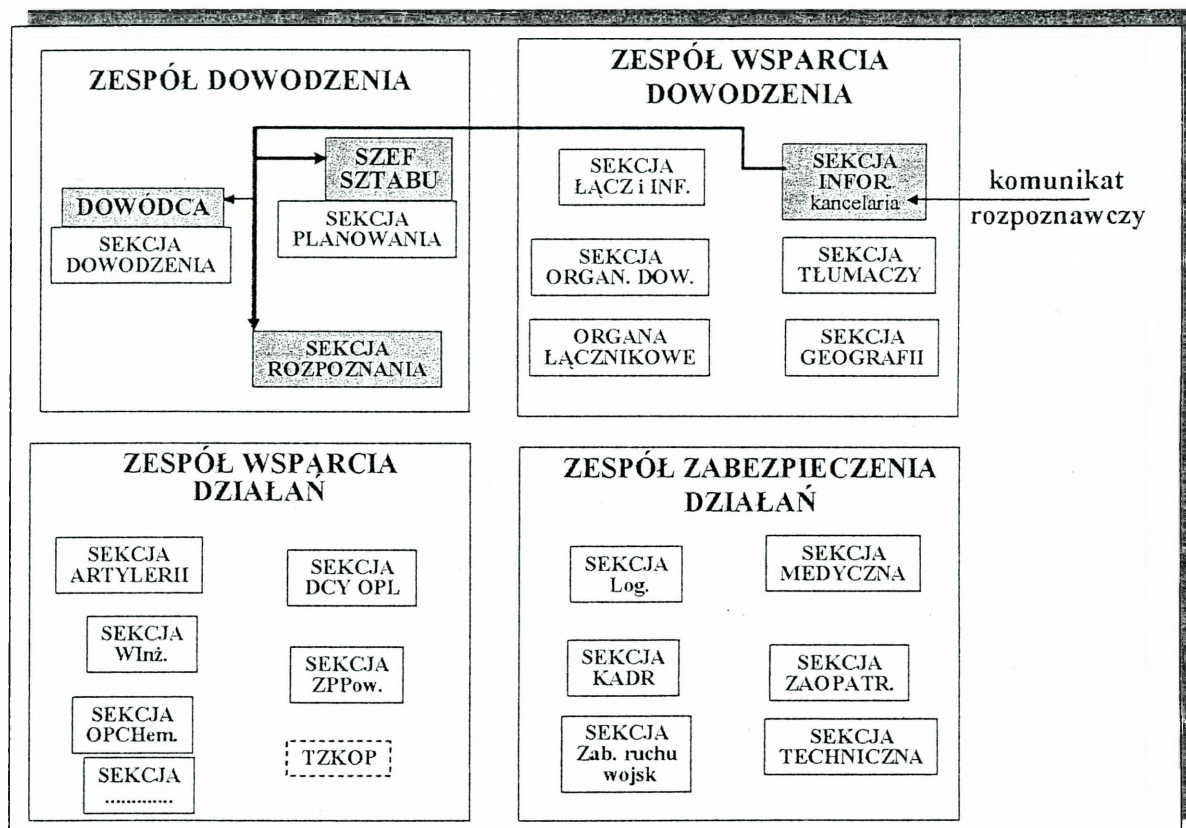 ZESPÓŁ DOWODZENIA
SZEF
SZTABU
SEKCJA
PLANOWANIA
DOWÓDCA
SEKCJA
DOWODZENIA
SEKCJA
ROZPOZNANIA
ZESPÓŁ WSPARCIA
DOWODZENIA
SEKCJA
ŁĄCZ i INF.
SEKCJA
INFOR.
kancelaria
SEKCJA
ORGAN. DOW.
SEKCJA
TŁUMACZY
ORGANA
ŁĄCZNIKOWE
SEKCJA
GEOGRAFII
komunikat
rozpoznawczy
ZESPÓŁ WSPARCIA
DZIAŁAŃ
SEKCJA
ARTYLERII
SEKCJA
DCY OPL
SEKCJA
WInż.
SEKCJA
ZPPow.
SEKCJA
OPCHem.
TZKOP
SEKCJA
.............
ZESPÓŁ ZABEZPIECZENIA
DZIAŁAŃ
SEKCJA
Log.
SEKCJA
MEDYCZNA
SEKCJA
KADR
SEKCJA
ZAOPATR.
SEKCJA
Zab. ruchu
wojsk
SEKCJA
TECHNICZNA